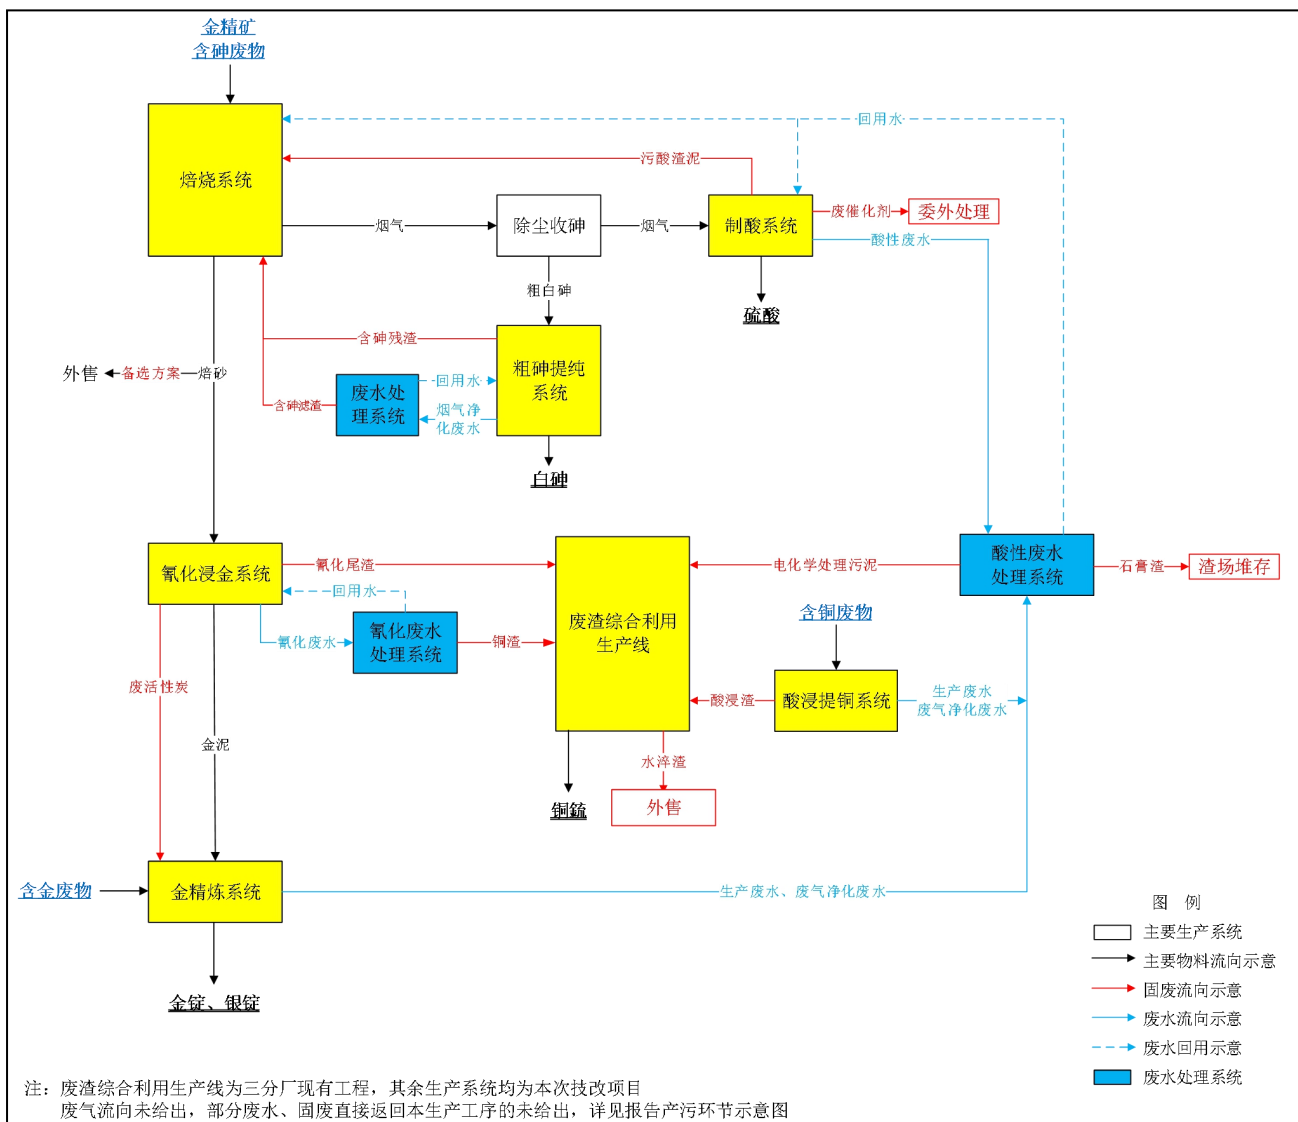 金精矿
含砷废物
回用水
污酸渣泥
焙烧系统
烟气
除尘收砷
烟气
制酸系统
废催化剂
委外处理
酸性废水
粗白砷
硫酸
含砷残渣
粗砷提纯
系统
外售
备选方案
焙砂
废水处
理系统
回用水
含砷滤渣
烟气净
化废水
白砷
氰化浸金系统
氰化尾渣
电化学处理污泥
酸性废水
处理系统
石膏渣
渣场堆存
回用水
氰化废水
氰化废水
处理系统
铜渣
废渣综合利用
生产线
含铜废物
废活性炭
酸浸渣
酸浸提铜系统
生产废水
废气净化废水
金泥
水淬渣
铜锍
外售
含金废物
金精炼系统
生产废水、废气净化废水
金锭、银锭
图 例
主要生产系统
主要物料流向示意
固废流向示意
废水流向示意
废水回用示意
废水处理系统
注：废渣综合利用生产线为三分厂现有工程，其余生产系统均为本次技改项目
废气流向未给出，部分废水、固废直接返回本生产工序的未给出，详见报告产污环节示意图